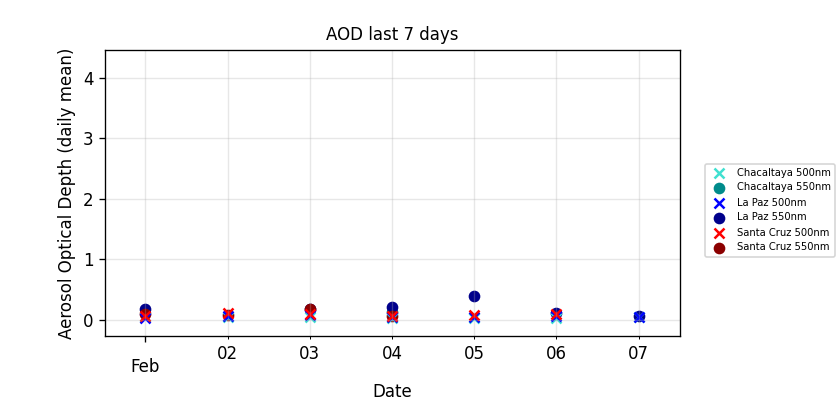 AOD last 7 days
Aerosol Optical Depth (daily mean)
4
3
2
1
0
02
03
04
05
06
07
Feb
Date
Chacaltaya 500nm
Chacaltaya 550nm
La Paz 500nm
La Paz 550nm
Santa Cruz 500nm
Santa Cruz 550nm